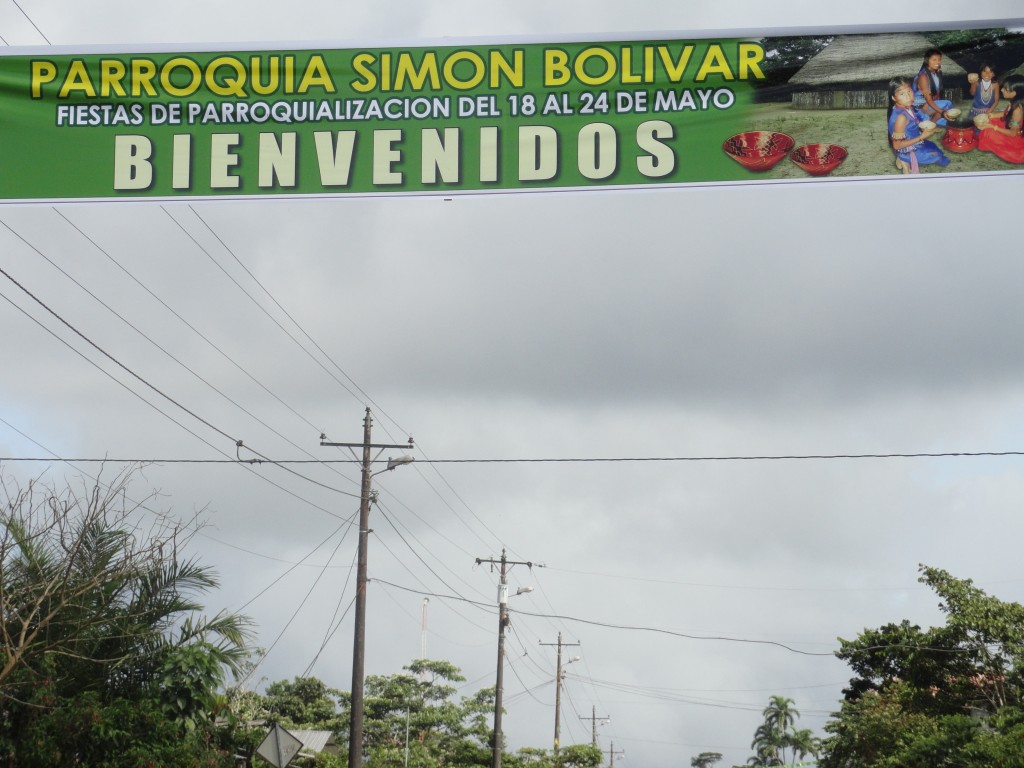 PARROQUIA SIMON BOLIVAR
FIESTAS DE PARROQUIALIZACION DEL 18 AL 24 DE MAYO
BIENVENIDOS